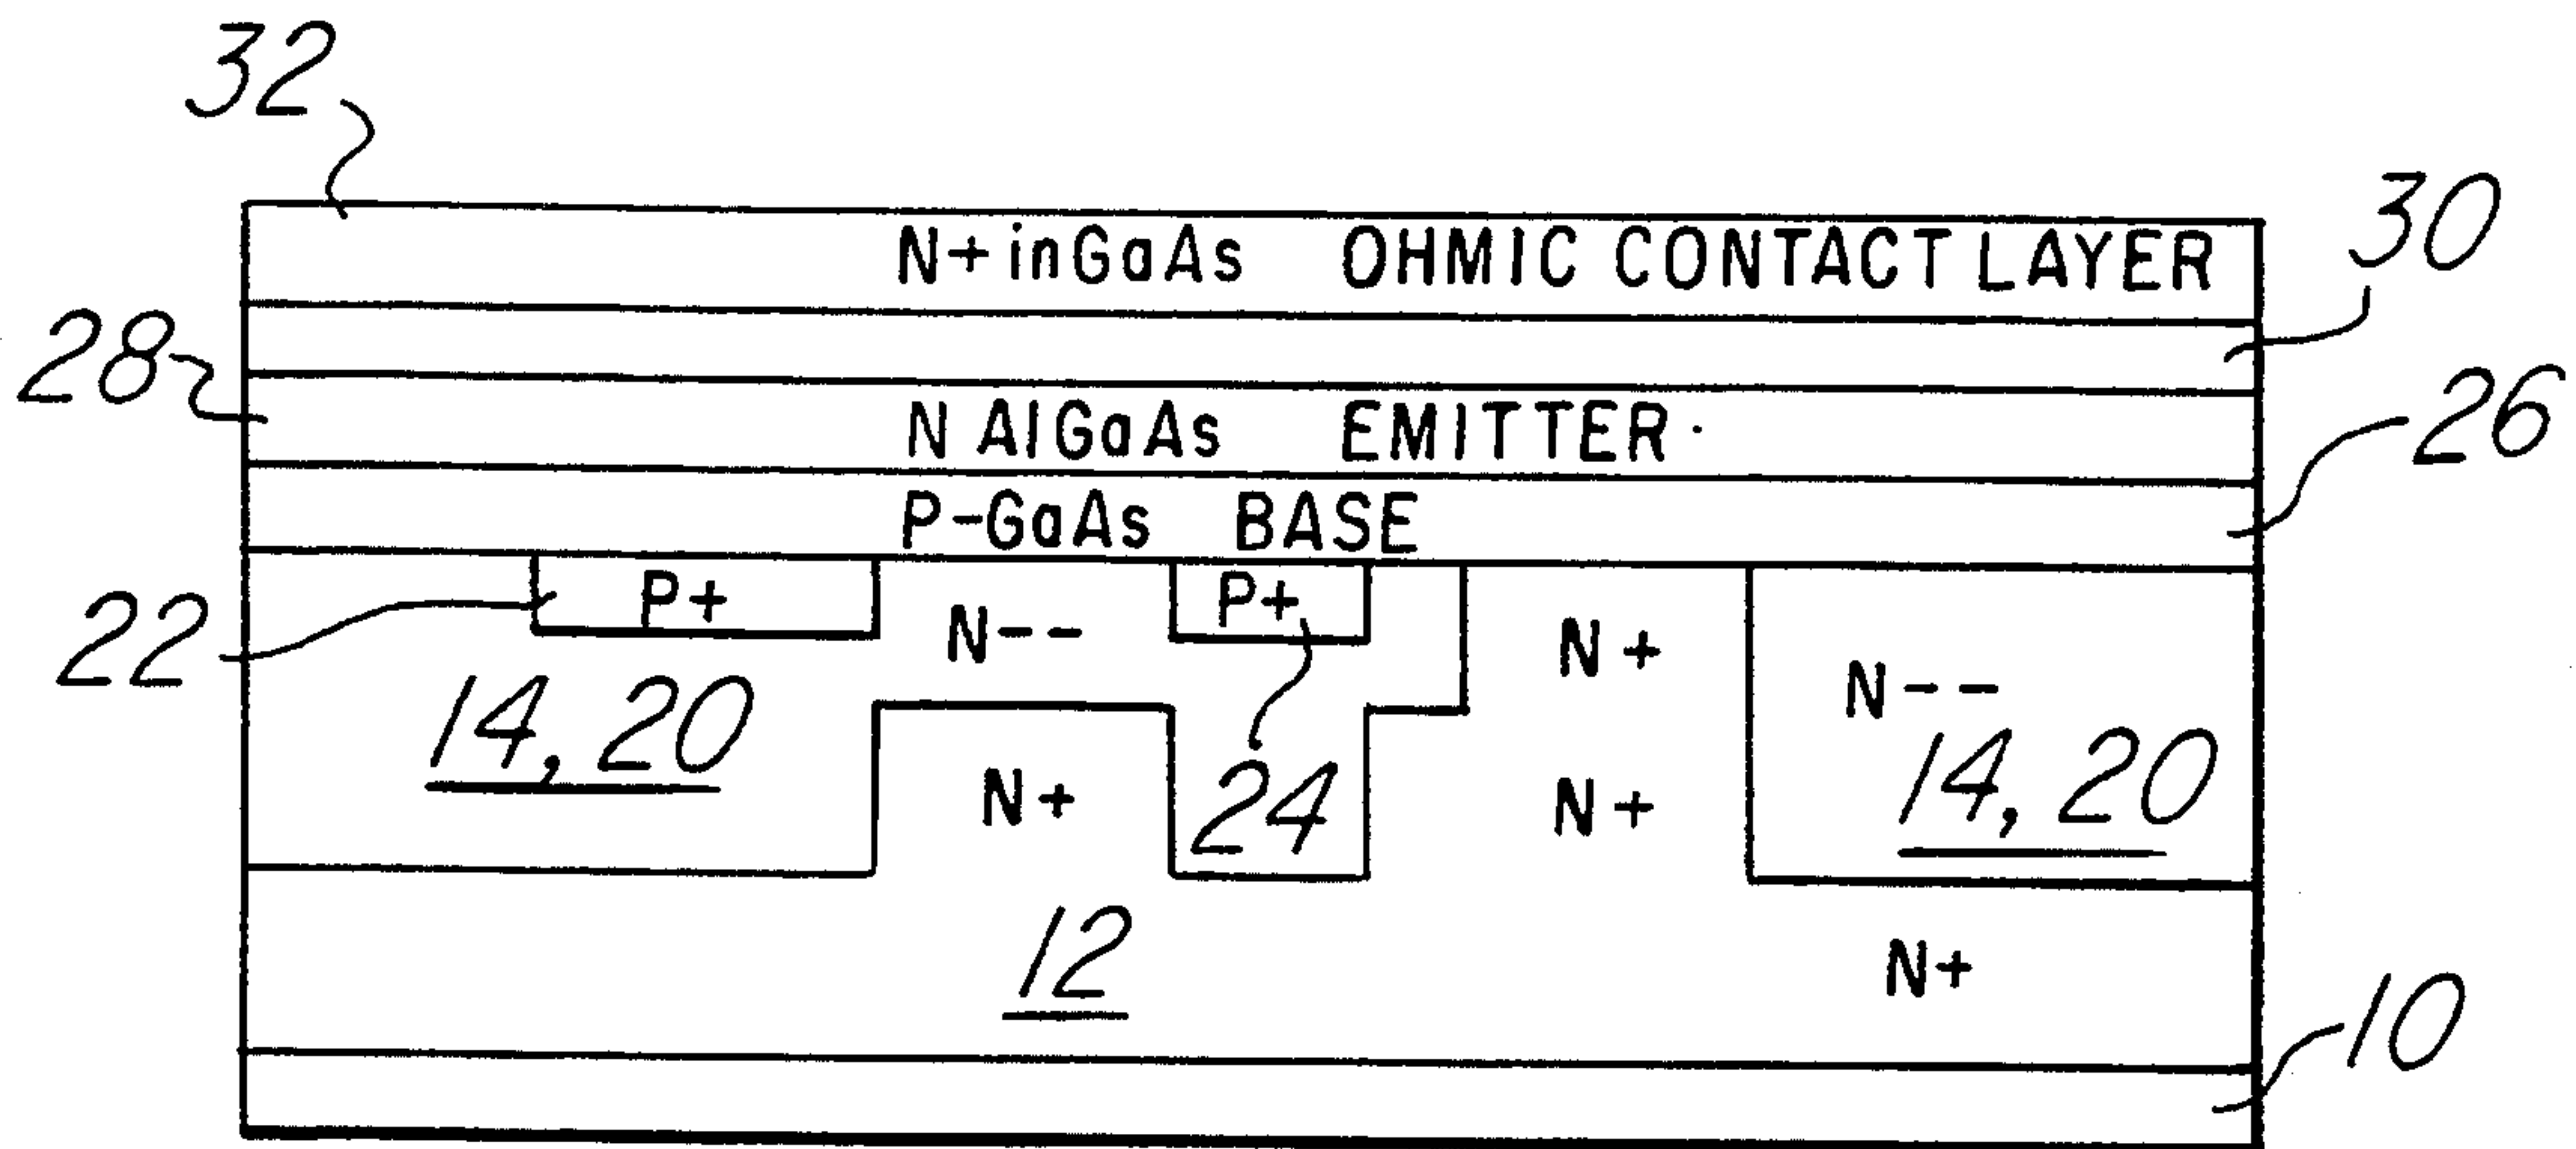 32
N+ inGaAs OHMIC CONTACT LAYER
30
28
N AlGaAs EMITTER
26
P-GaAs BASE
22
P+
N--
P+
N+
N--
14, 20
N+
24
N+
14, 20
12
N+
10